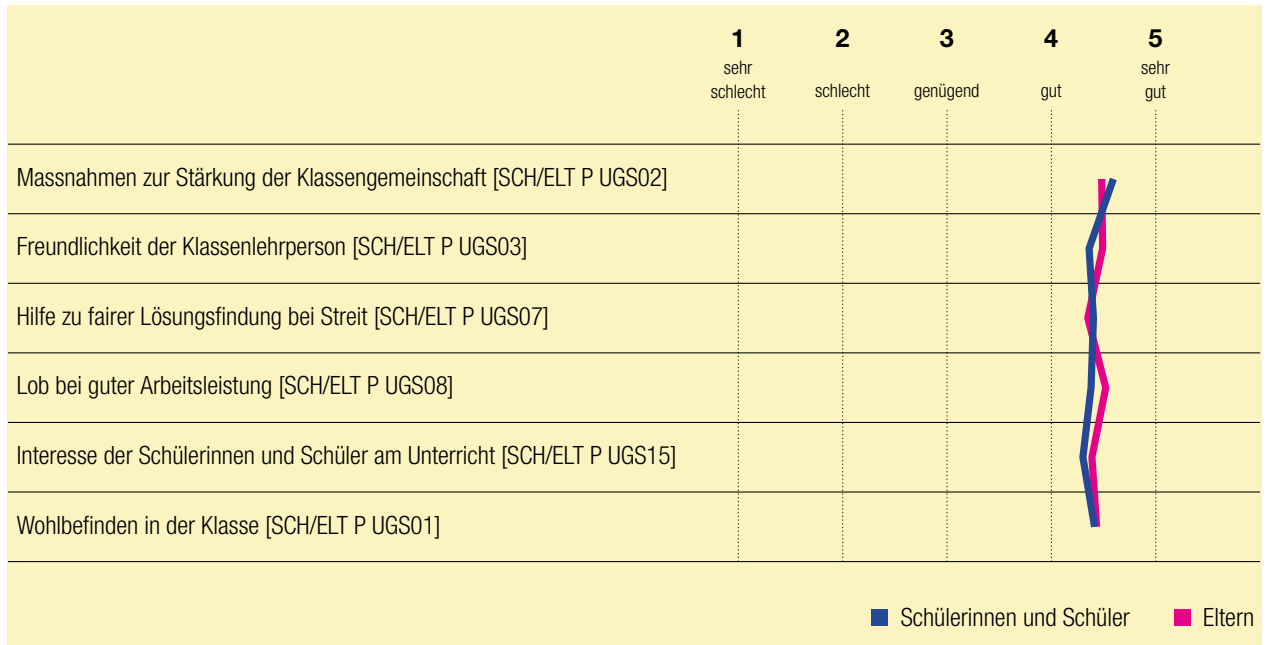 1 2 3 4 5
sehr schlecht schlecht genügend gut sehr gut
Massnahmen zur Stärkung der Klassengemeinschaft [SCH/ELT P UGS02]
Freundlichkeit der Klassenlehrperson [SCH/ELT P UGS03]
Hilfe zu fairer Lösungsfindung bei Streit [SCH/ELT P UGS07]
Lob bei guter Arbeitsleistung [SCH/ELT P UGS08]
Interesse der Schülerinnen und Schüler am Unterricht [SCH/ELT P UGS15]
Wohlbefinden in der Klasse [SCH/ELT P UGS01]
Schülerinnen und Schüler Eltern